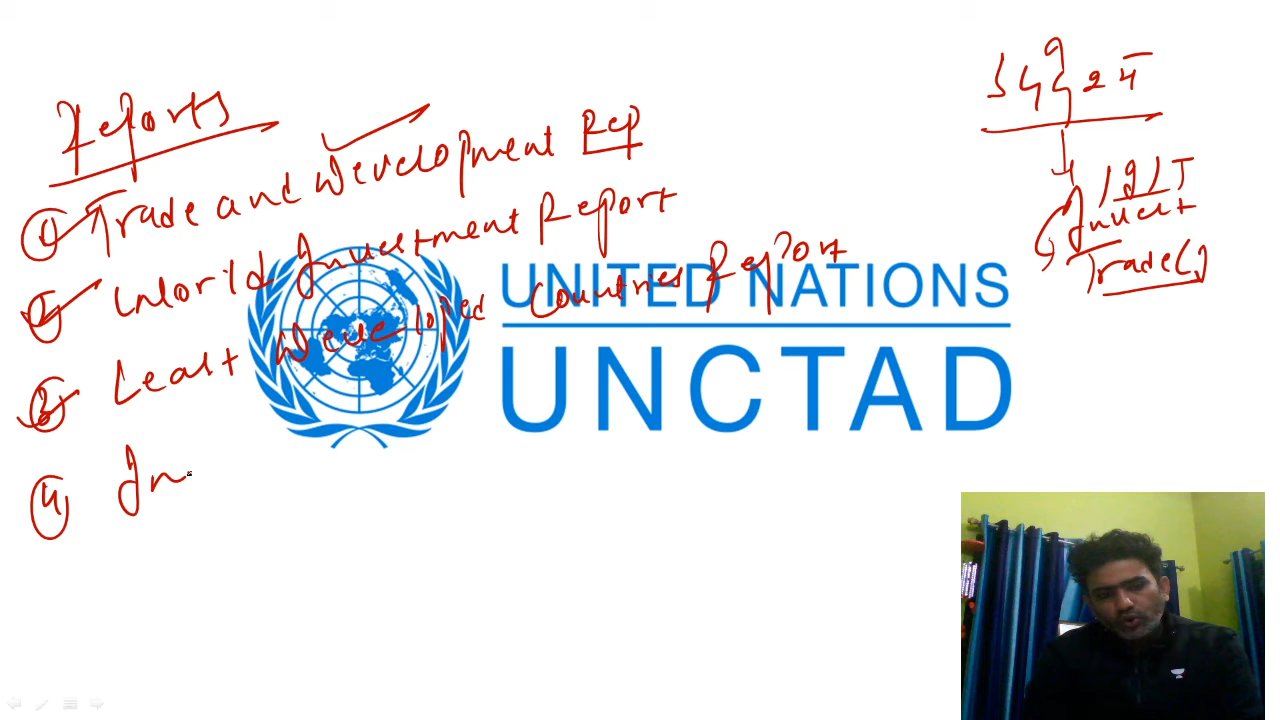 Reports
① Trade and Development Rep
② World Investment Report
③ Least Developed Countries Report
④ In
Invest
Trade
UNITED NATIONS
UNCTAD